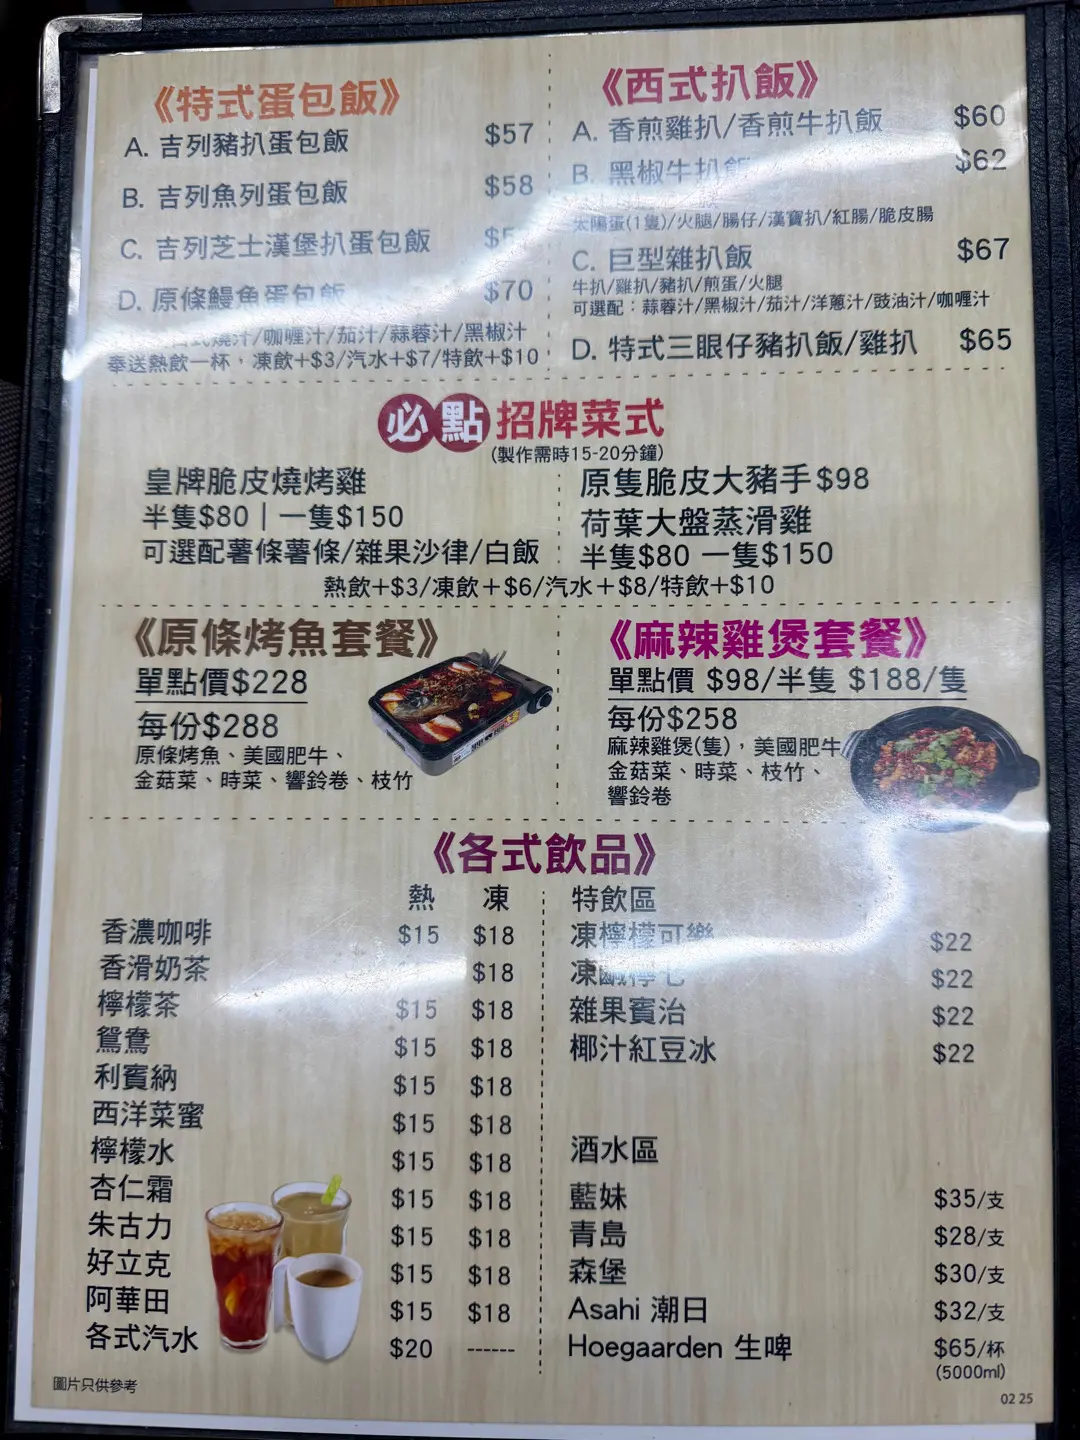 《特式蛋包飯》
A. 吉列豬扒蛋包飯 $57
B. 吉列魚列蛋包飯 $58
C. 吉列芝士漢堡扒蛋包飯
D. 原條鰻魚蛋包飯 $70
燒汁/咖喱汁/茄汁/蒜蓉汁/黑椒汁
奉送熱飲一杯，凍飲+$3/汽水+$7/特飲+$10
《西式扒飯》
A. 香煎雞扒/香煎牛扒飯 $60
B. 黑椒牛扒飯 $62
太陽蛋(1隻)/火腿/腸仔/漢寶扒/紅腸/脆皮腸
C. 巨型雜扒飯 $67
牛扒/雞扒/豬扒/煎蛋/火腿
可選配：蒜蓉汁/黑椒汁/茄汁/洋蔥汁/豉油汁/咖喱汁
D. 特式三眼仔豬扒飯/雞扒 $65
必點招牌菜式
(製作需時15-20分鐘)
皇牌脆皮燒烤雞
半隻$80 | 一隻$150
可選配薯條薯條/雜果沙律/白飯
原隻脆皮大豬手$98
荷葉大盤蒸滑雞
半隻$80 一隻$150
熱飲+$3/凍飲+$6/汽水+$8/特飲+$10
《原條烤魚套餐》
單點價$228
每份$288
原條烤魚、美國肥牛、
金菇菜、時菜、響鈴卷、枝竹
《麻辣雞煲套餐》
單點價 $98/半隻 $188/隻
每份$258
麻辣雞煲(隻)，美國肥牛
金菇菜、時菜、枝竹、
響鈴卷
《各式飲品》
熱 凍
香濃咖啡 $15 $18
香滑奶茶 $18
檸檬茶 $15 $18
鴛鴦 $15 $18
利賓納 $15 $18
西洋菜蜜 $15 $18
檸檬水 $15 $18
杏仁霜 $15 $18
朱古力 $15 $18
好立克 $15 $18
阿華田 $15 $18
各式汽水 $20 ------
特飲區
凍檸檬可樂 $22
凍鹹檸七 $22
雜果賓治 $22
椰汁紅豆冰 $22
酒水區
藍妹 $35/支
青島 $28/支
森堡 $30/支
Asahi 潮日 $32/支
Hoegaarden 生啤 $65/杯
(5000ml)
圖片只供參考
02 25